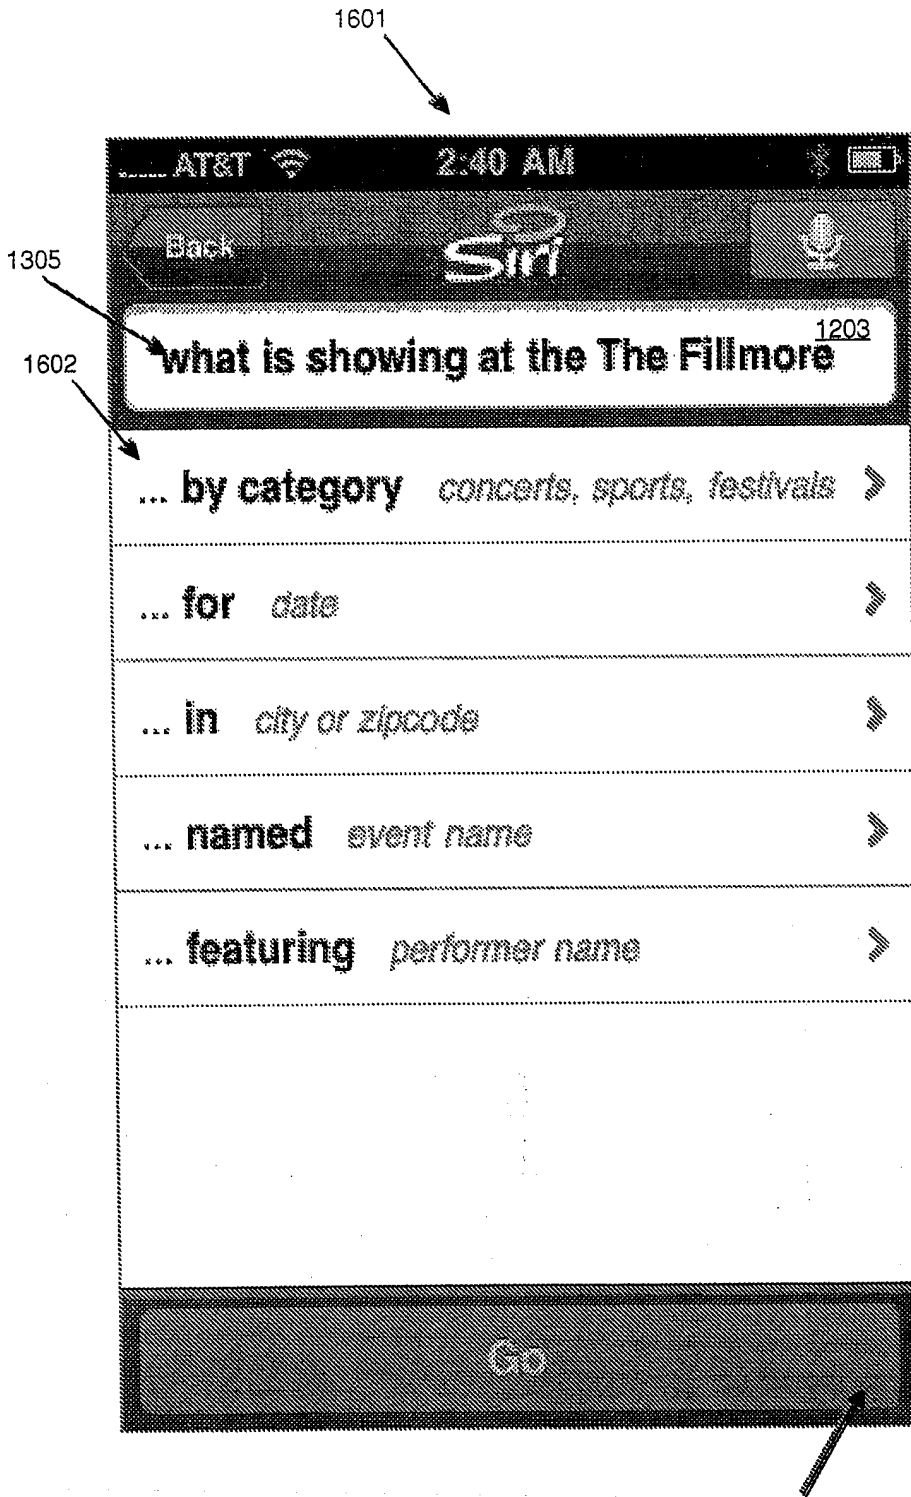 1601
AT&T 2:40 AM
Back Siri
1305
1203
what is showing at the The Fillmore
1602
... by category concerts, sports, festivals
... for date
... in city or zipcode
... named event name
... featuring performer name
Go